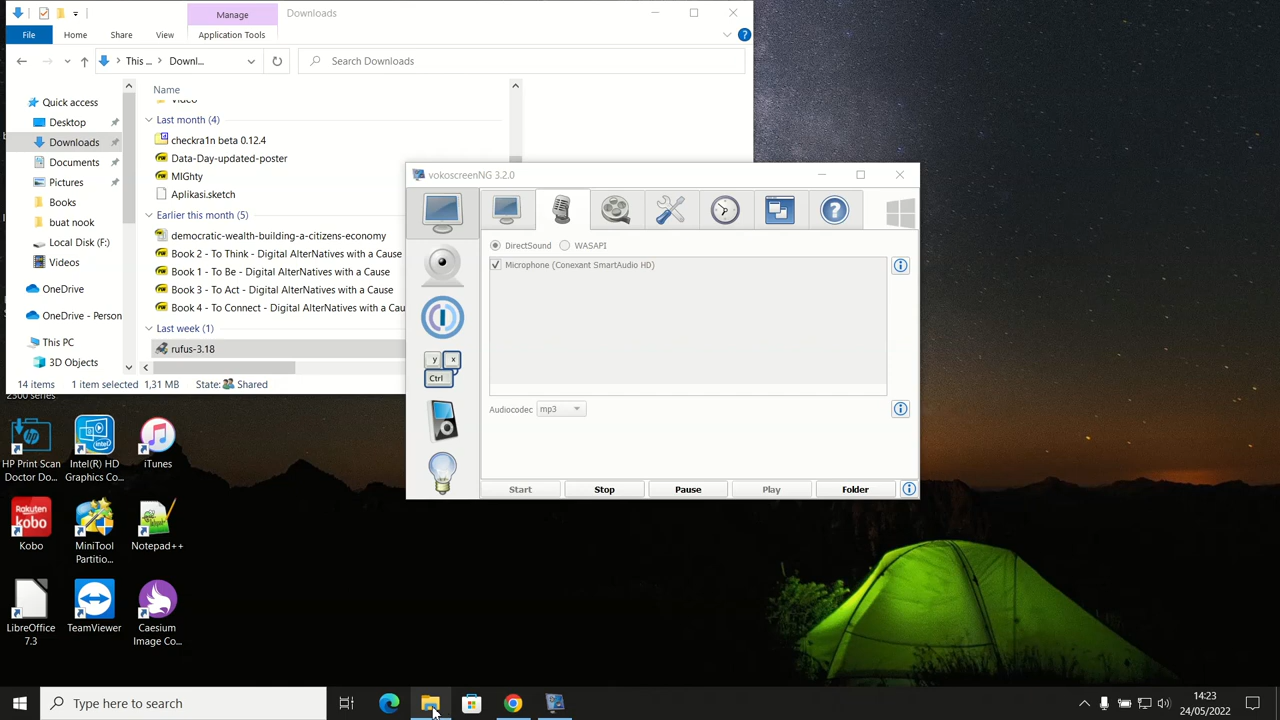 Manage
Downloads
File
Home
Share
View
Application Tools
This ...
Downl...
Search Downloads
Name
Quick access
Desktop
Downloads
Documents
Pictures
Books
buat nook
Local Disk (F:)
Videos
OneDrive
OneDrive - Person
This PC
3D Objects
Video
Last month (4)
checkra1n beta 0.12.4
Data-Day-updated-poster
MIGhty
Aplikasi.sketch
Earlier this month (5)
democratic-wealth-building-a-citizens-economy
Book 2 - To Think - Digital AlterNatives with a Cause
Book 1 - To Be - Digital AlterNatives with a Cause
Book 3 - To Act - Digital AlterNatives with a Cause
Book 4 - To Connect - Digital AlterNatives with a Cau
Last week (1)
rufus-3.18
14 items
1 item selected 1,31 MB
State: Shared
vokoscreenNG 3.2.0
y x
Ctrl
DirectSound
WASAPI
Microphone (Conexant SmartAudio HD)
Audiocodec
mp3
Start
Stop
Pause
Play
Folder
2300 series
HP Print Scan
Doctor Do...
Intel(R) HD
Graphics Co...
iTunes
Rakuten
kobo
Kobo
MiniTool
Partitio...
Notepad++
LibreOffice
7.3
TeamViewer
Caesium
Image Co...
Type here to search
14:23
24/05/2022